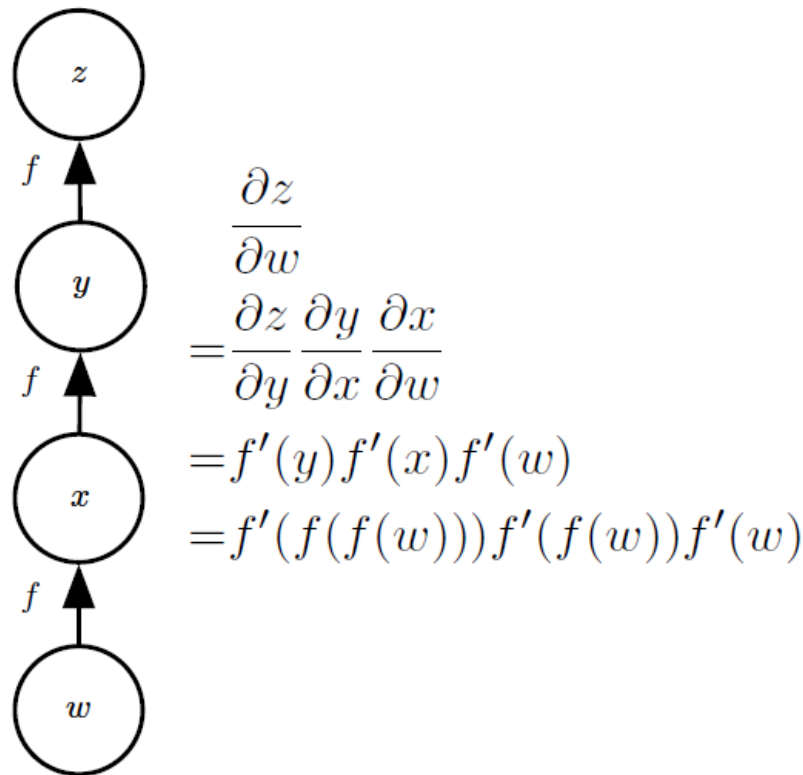 z
f
y
f
x
f
w
∂z/∂w
=∂z/∂y ∂y/∂x ∂x/∂w
=f′(y)f′(x)f′(w)
=f′(f(f(w)))f′(f(w))f′(w)